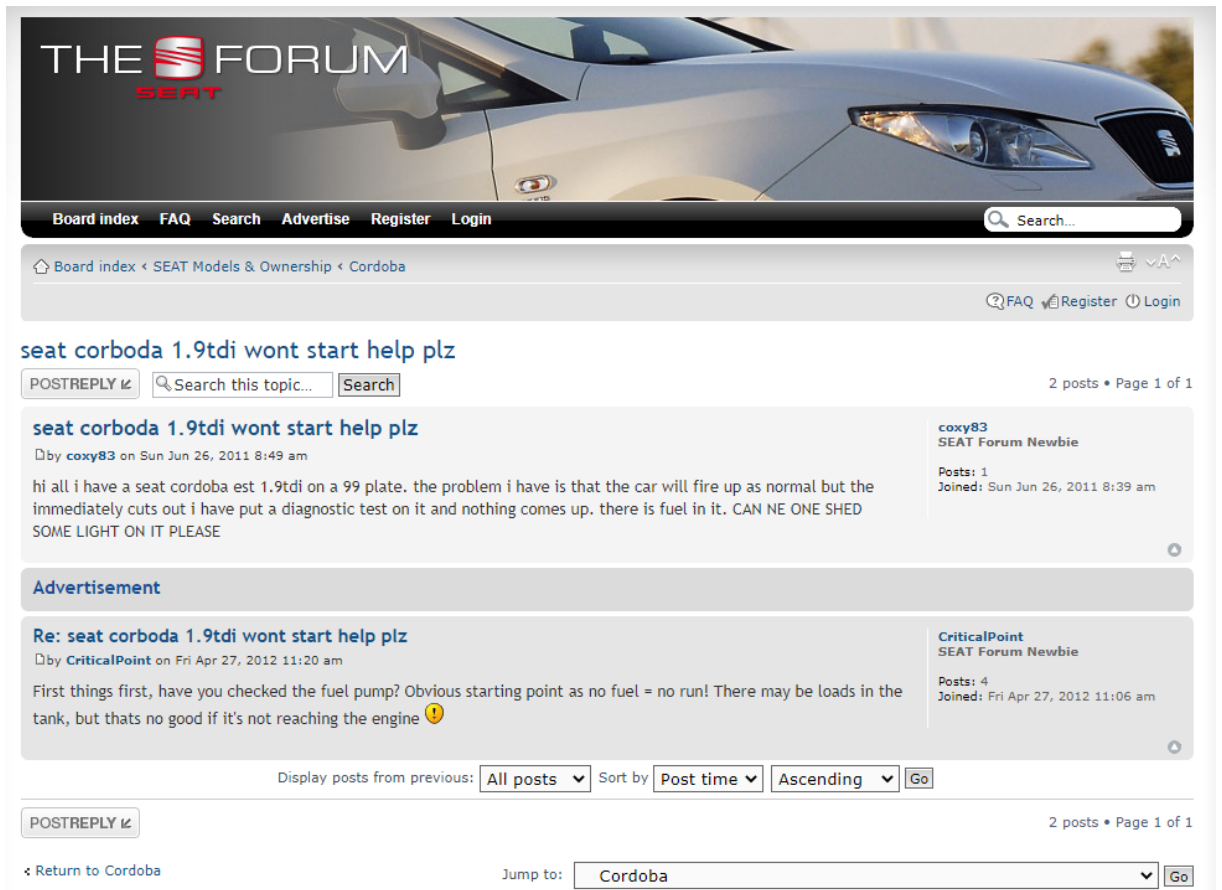 THE S FORUM
SEAT
Board index FAQ Search Advertise Register Login Search...
Board index ‹ SEAT Models & Ownership ‹ Cordoba
FAQ Register Login
seat corboda 1.9tdi wont start help plz
POSTREPLY Search this topic... Search 2 posts • Page 1 of 1
seat corboda 1.9tdi wont start help plz
by coxy83 on Sun Jun 26, 2011 8:49 am
hi all i have a seat cordoba est 1.9tdi on a 99 plate. the problem i have is that the car will fire up as normal but the
immediately cuts out i have put a diagnostic test on it and nothing comes up. there is fuel in it. CAN NE ONE SHED
SOME LIGHT ON IT PLEASE
coxy83
SEAT Forum Newbie
Posts: 1
Joined: Sun Jun 26, 2011 8:39 am
Advertisement
Re: seat corboda 1.9tdi wont start help plz
by CriticalPoint on Fri Apr 27, 2012 11:20 am
First things first, have you checked the fuel pump? Obvious starting point as no fuel = no run! There may be loads in the
tank, but thats no good if it's not reaching the engine
CriticalPoint
SEAT Forum Newbie
Posts: 4
Joined: Fri Apr 27, 2012 11:06 am
Display posts from previous: All posts Sort by Post time Ascending Go
POSTREPLY 2 posts • Page 1 of 1
Return to Cordoba Jump to: Cordoba Go